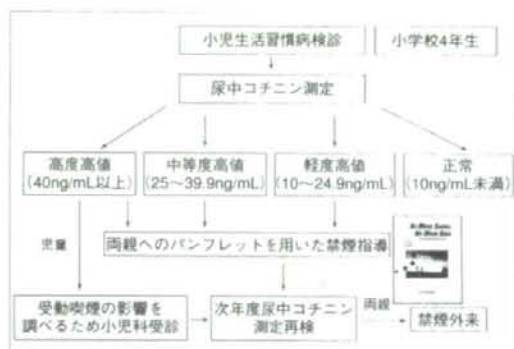 小児生活習慣病検診
小学校4年生
尿中コチニン測定
高度高値
(40ng/mL以上)
中等度高値
(25〜39.9ng/mL)
軽度高値
(10〜24.9ng/mL)
正常
(10ng/mL未満)
児童
両親へのパンフレットを用いた禁煙指導
受動喫煙の影響を
調べるため小児科受診
次年度尿中コチニン
測定再検
両親
禁煙外来